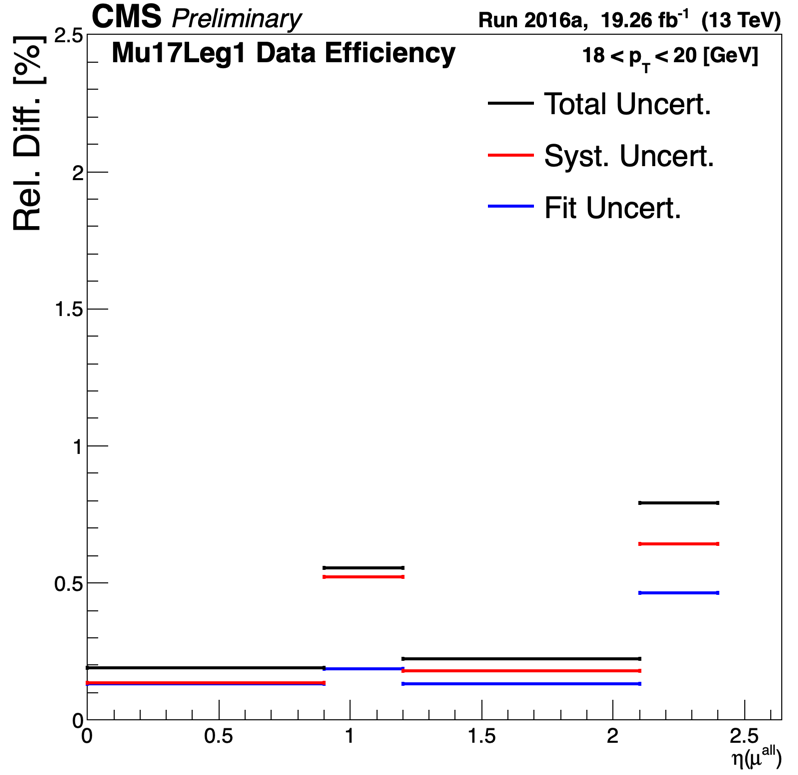 CMS Preliminary
Run 2016a, 19.26 fb⁻¹ (13 TeV)
Mu17Leg1 Data Efficiency
18 < p_T < 20 [GeV]
Total Uncert.
Syst. Uncert.
Fit Uncert.
Rel. Diff. [%]
2.5
2
1.5
1
0.5
0
0 0.5 1 1.5 2 2.5
η(μ^all)